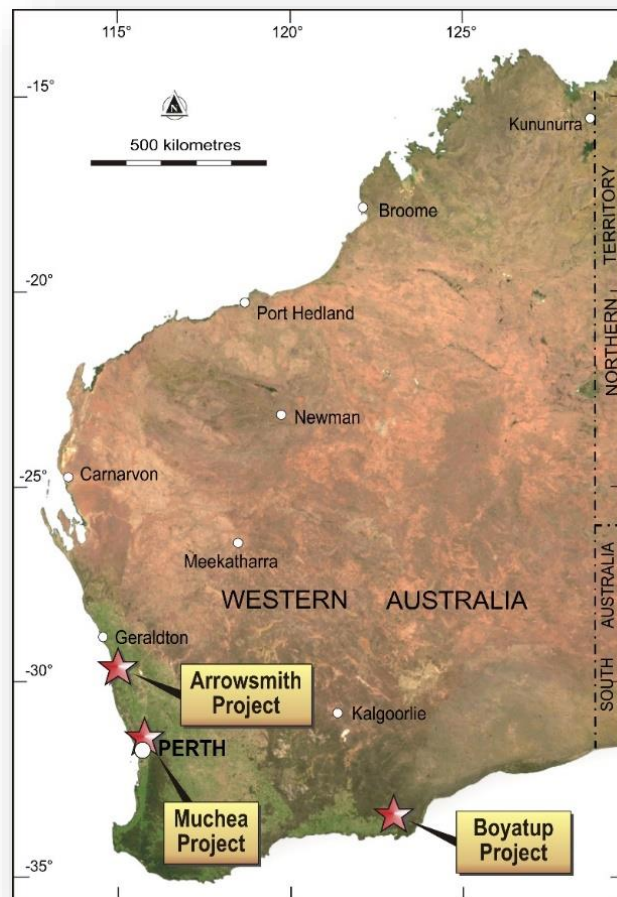 115°
120°
125°
-15°
N
500 kilometres
Kununurra
NORTHERN TERRITORY
Broome
-20°
Port Hedland
Newman
-25°
Carnarvon
Meekatharra
WESTERN AUSTRALIA
SOUTH AUSTRALIA
Geraldton
-30°
Arrowsmith
Project
Kalgoorlie
PERTH
Muchea
Project
Boyatup
Project
-35°